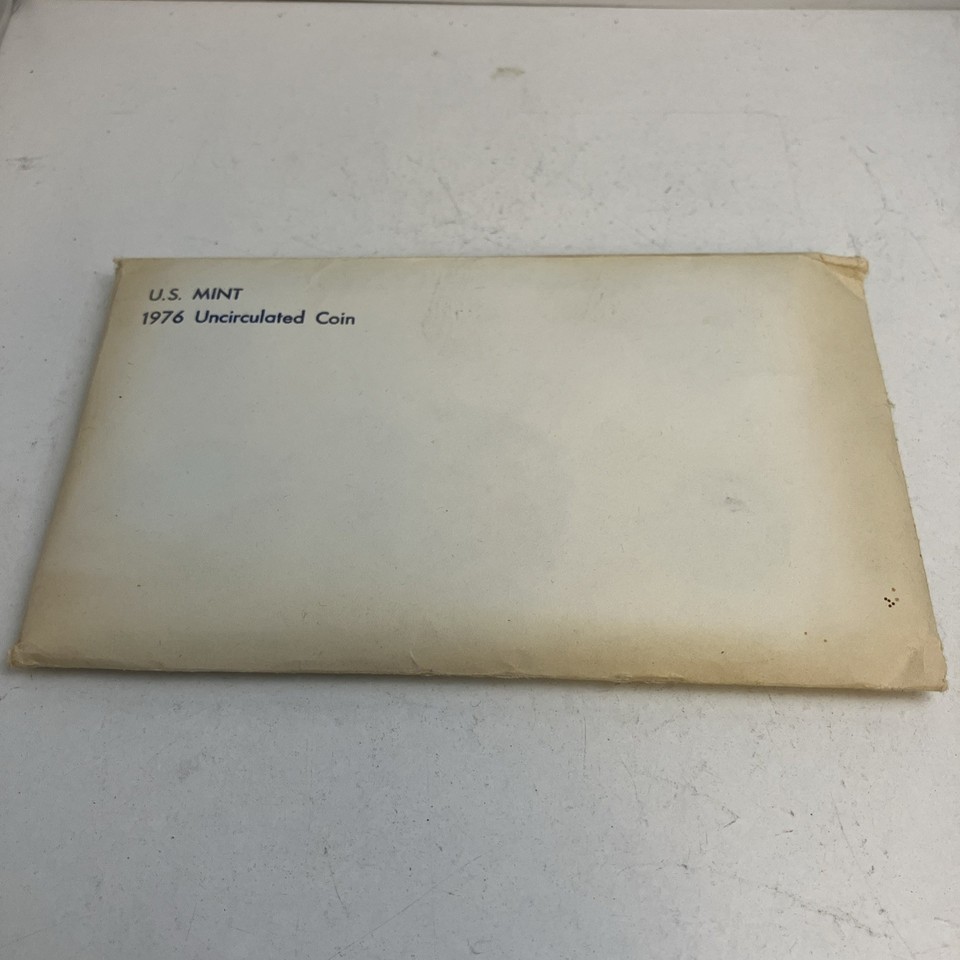 U.S. MINT
1976 Uncirculated Coin